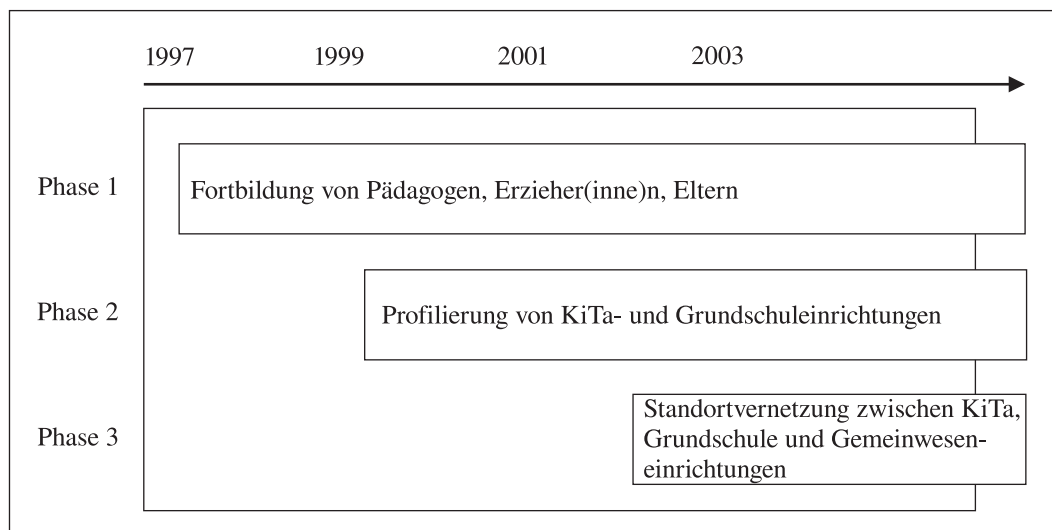 1997 1999 2001 2003
Phase 1
Fortbildung von Pädagogen, Erzieher(inne)n, Eltern
Phase 2
Profilierung von KiTa- und Grundschuleinrichtungen
Phase 3
Standortvernetzung zwischen KiTa,
Grundschule und Gemeinwesen-
einrichtungen